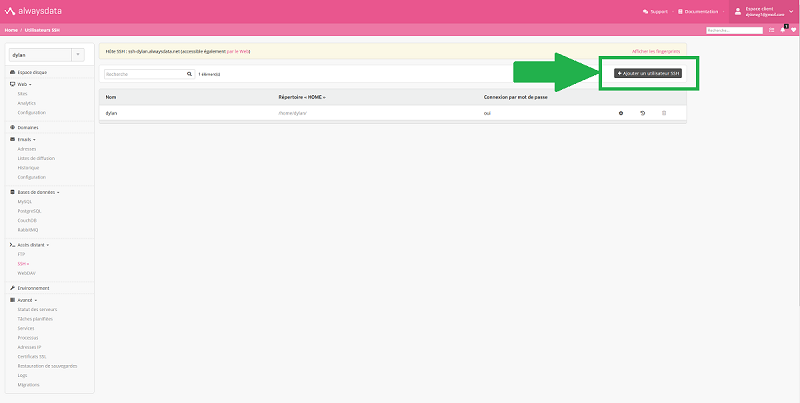 alwaysdata
Support Documentation Espace client
Home / Utilisateurs SSH Recherche... 1
dylan
Hôte SSH : ssh-dylan.alwaysdata.net (accessible également par le Web) Afficher les fingerprints
Espace disque
Recherche 1 élément(s) + Ajouter un utilisateur SSH
Web
Sites
Nom Répertoire « HOME » Connexion par mot de passe
Analytics
Configuration
dylan /home/dylan/ oui
Domaines
Emails
Adresses
Listes de diffusion
Historique
Configuration
Bases de données
MySQL
PostgreSQL
CouchDB
RabbitMQ
Accès distant
FTP
SSH »
WebDAV
Environnement
Avancé
Statut des serveurs
Tâches planifiées
Services
Processus
Adresses IP
Certificats SSL
Restauration de sauvegardes
Logs
Migrations